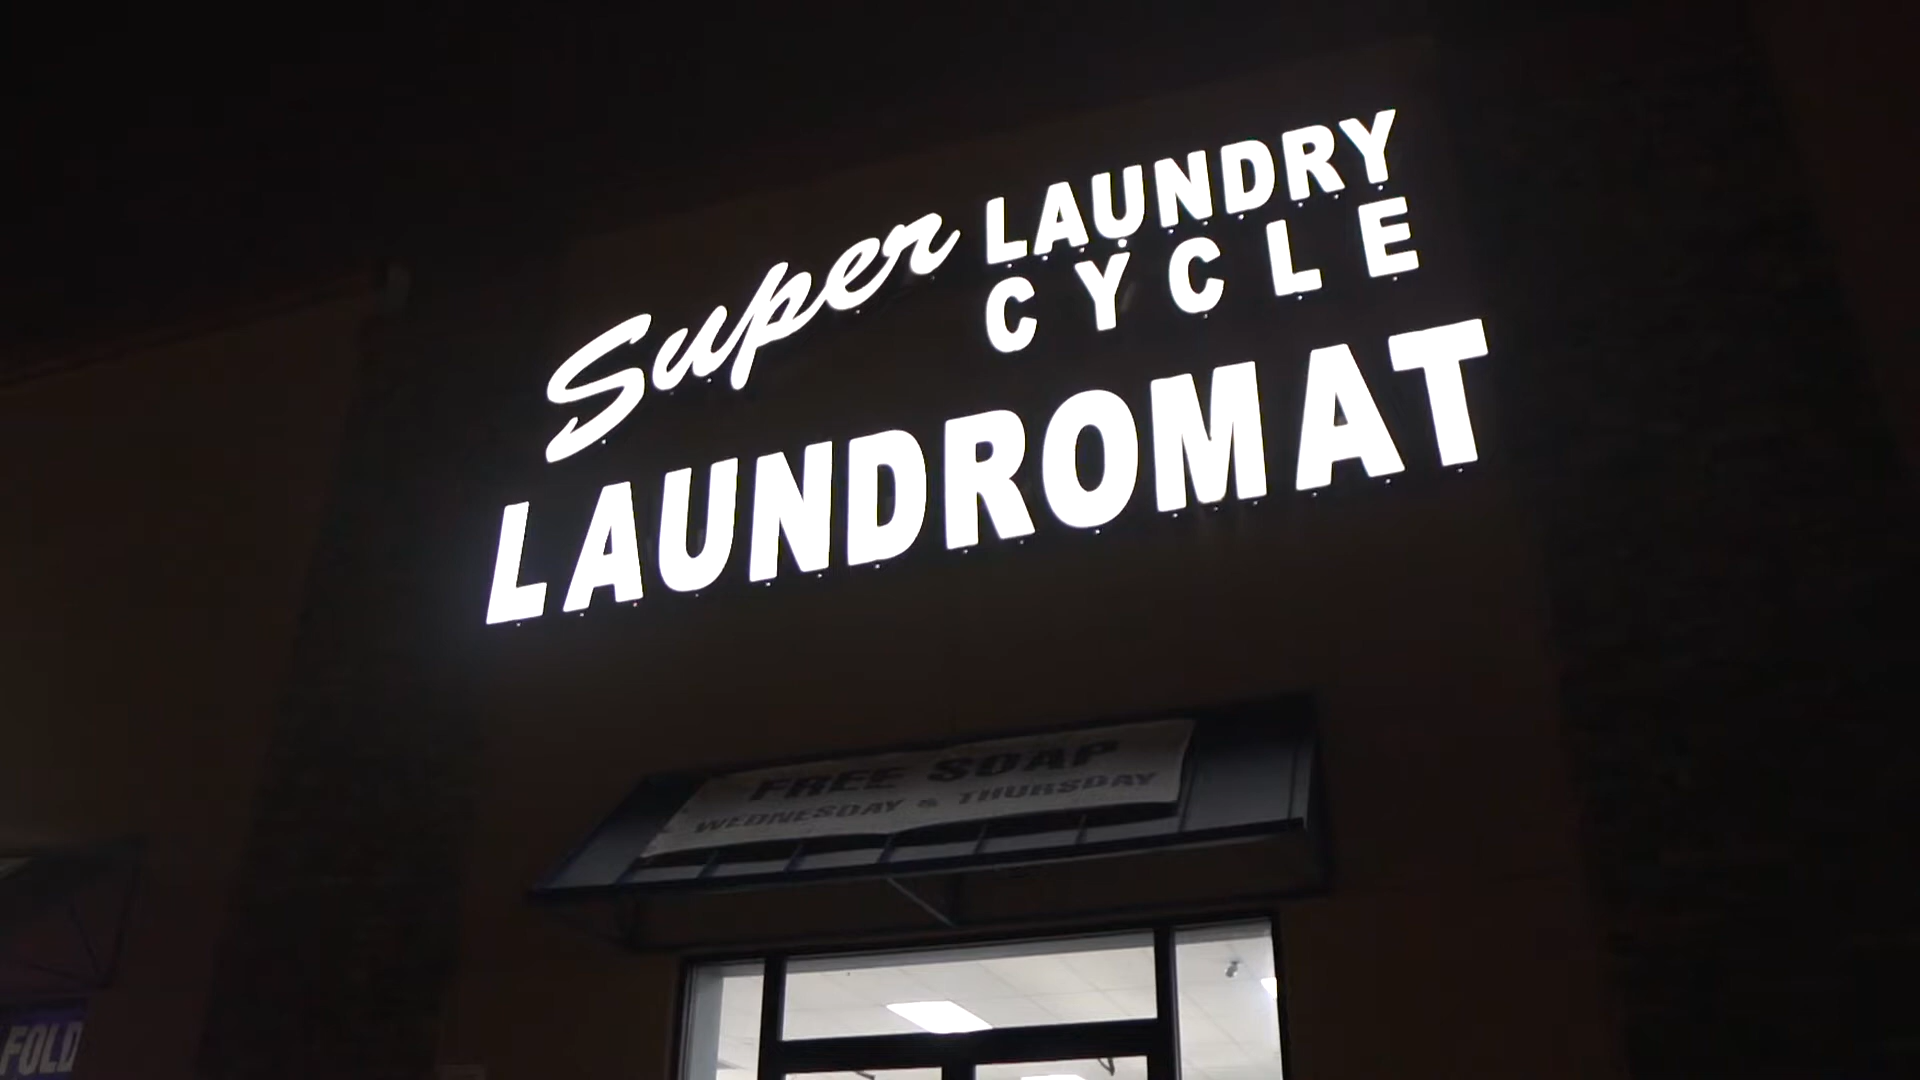 Super LAUNDRY
CYCLE
LAUNDROMAT
FREE SOAP
WEDNESDAY & THURSDAY
FOLD